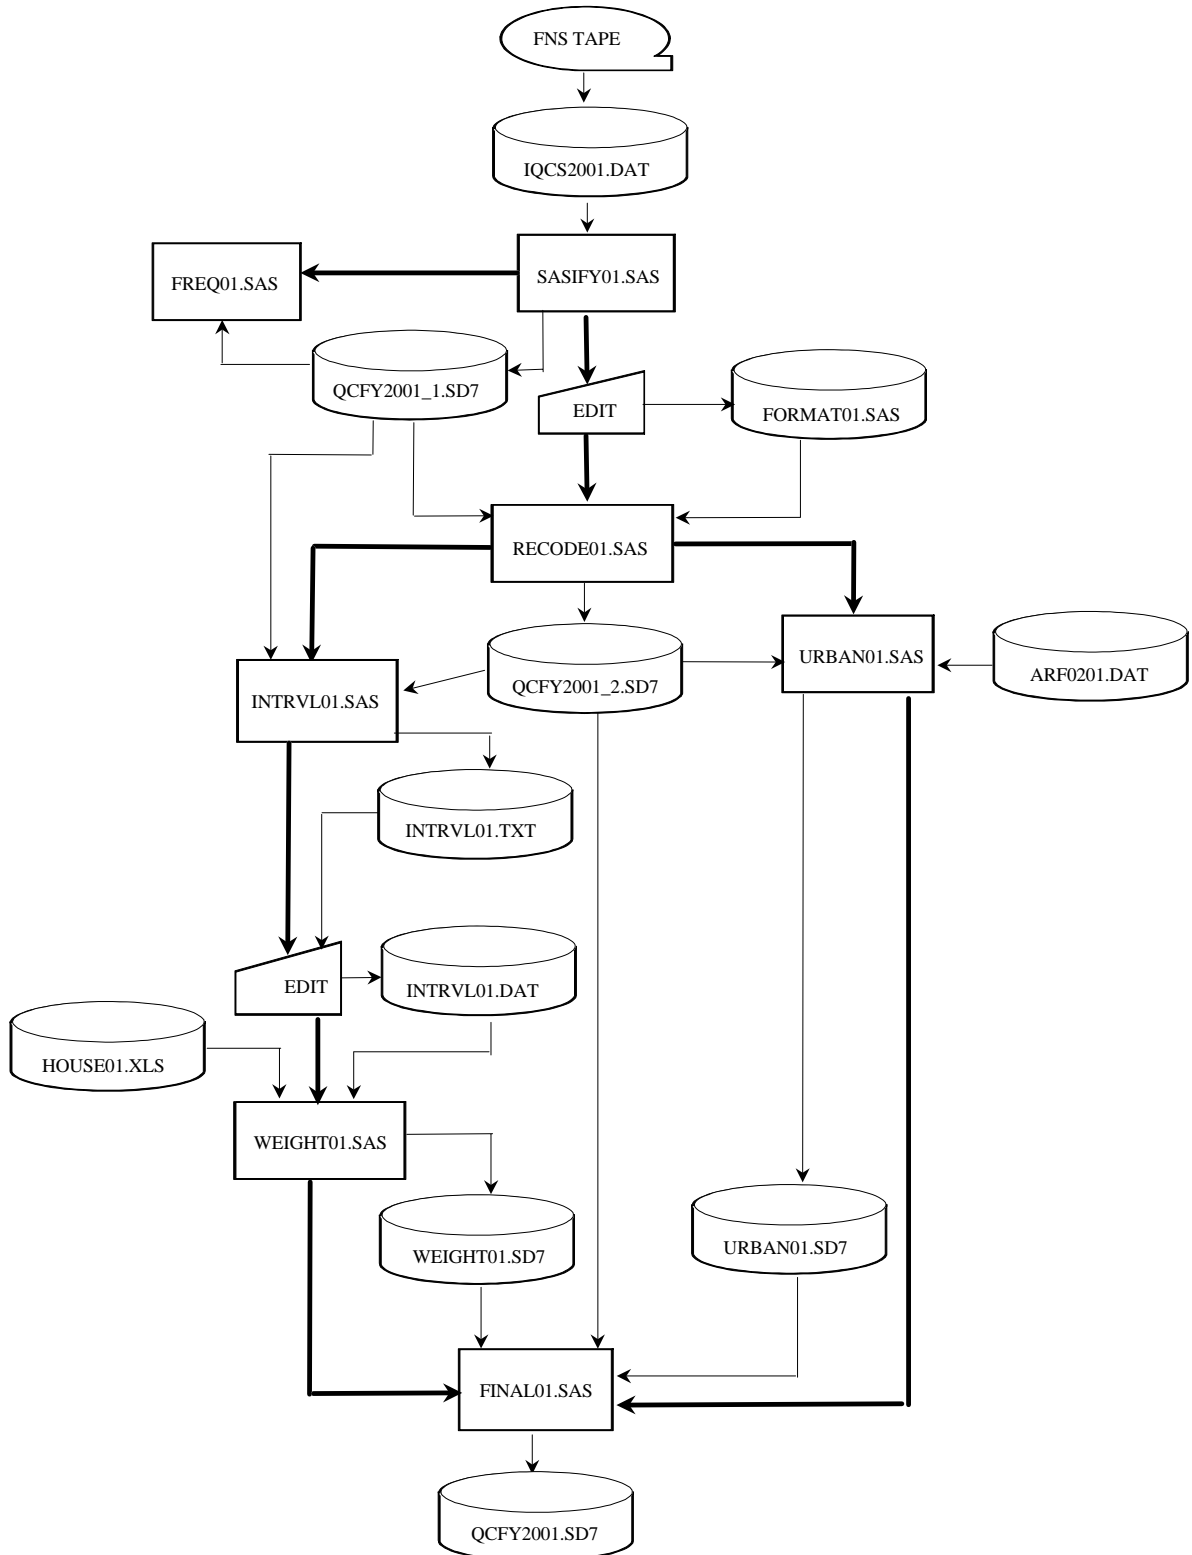 FNS TAPE
IQCS2001.DAT
FREQ01.SAS
SASIFY01.SAS
QCFY2001_1.SD7
EDIT
FORMAT01.SAS
RECODE01.SAS
INTRVL01.SAS
QCFY2001_2.SD7
URBAN01.SAS
ARF0201.DAT
INTRVL01.TXT
EDIT
INTRVL01.DAT
HOUSE01.XLS
WEIGHT01.SAS
WEIGHT01.SD7
URBAN01.SD7
FINAL01.SAS
QCFY2001.SD7